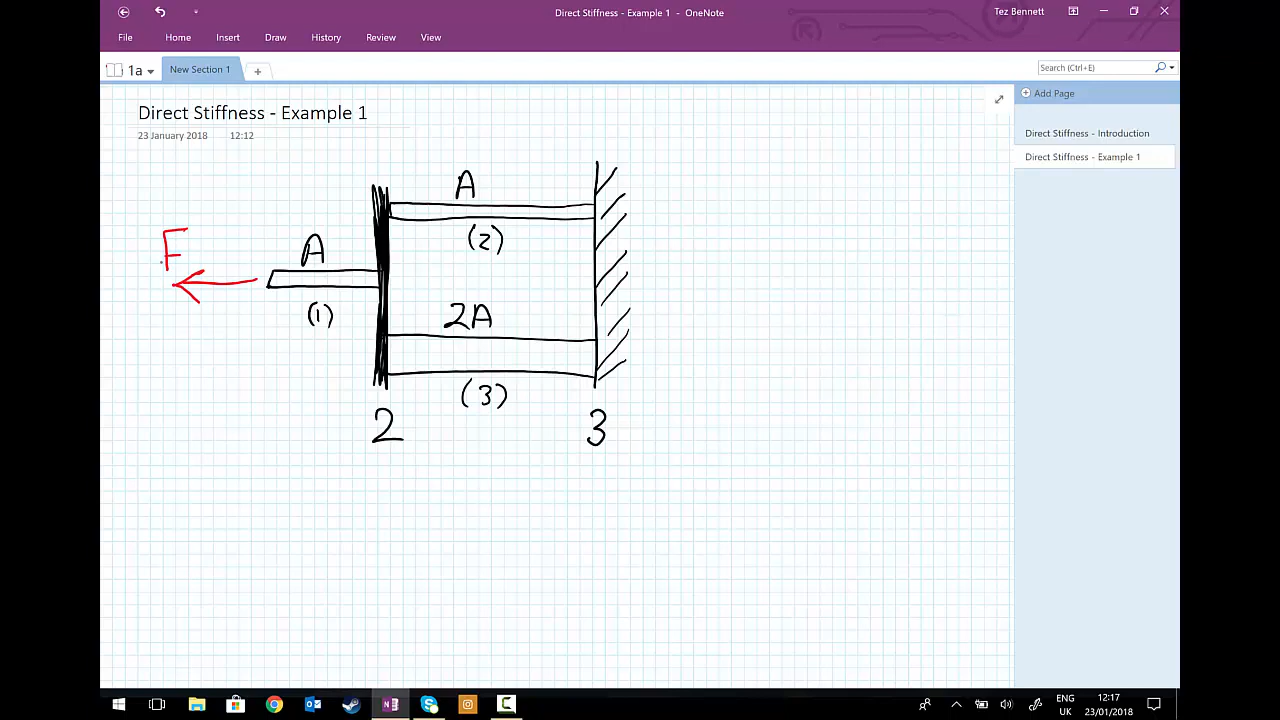 Direct Stiffness - Example 1 - OneNote
Tez Bennett
File Home Insert Draw History Review View
1a New Section 1
Search (Ctrl+E)
Add Page
Direct Stiffness - Introduction
Direct Stiffness - Example 1
Direct Stiffness - Example 1
23 January 2018 12:12
A
(2)
F
A
(1)
2A
(3)
2 3
ENG
UK
12:17
23/01/2018